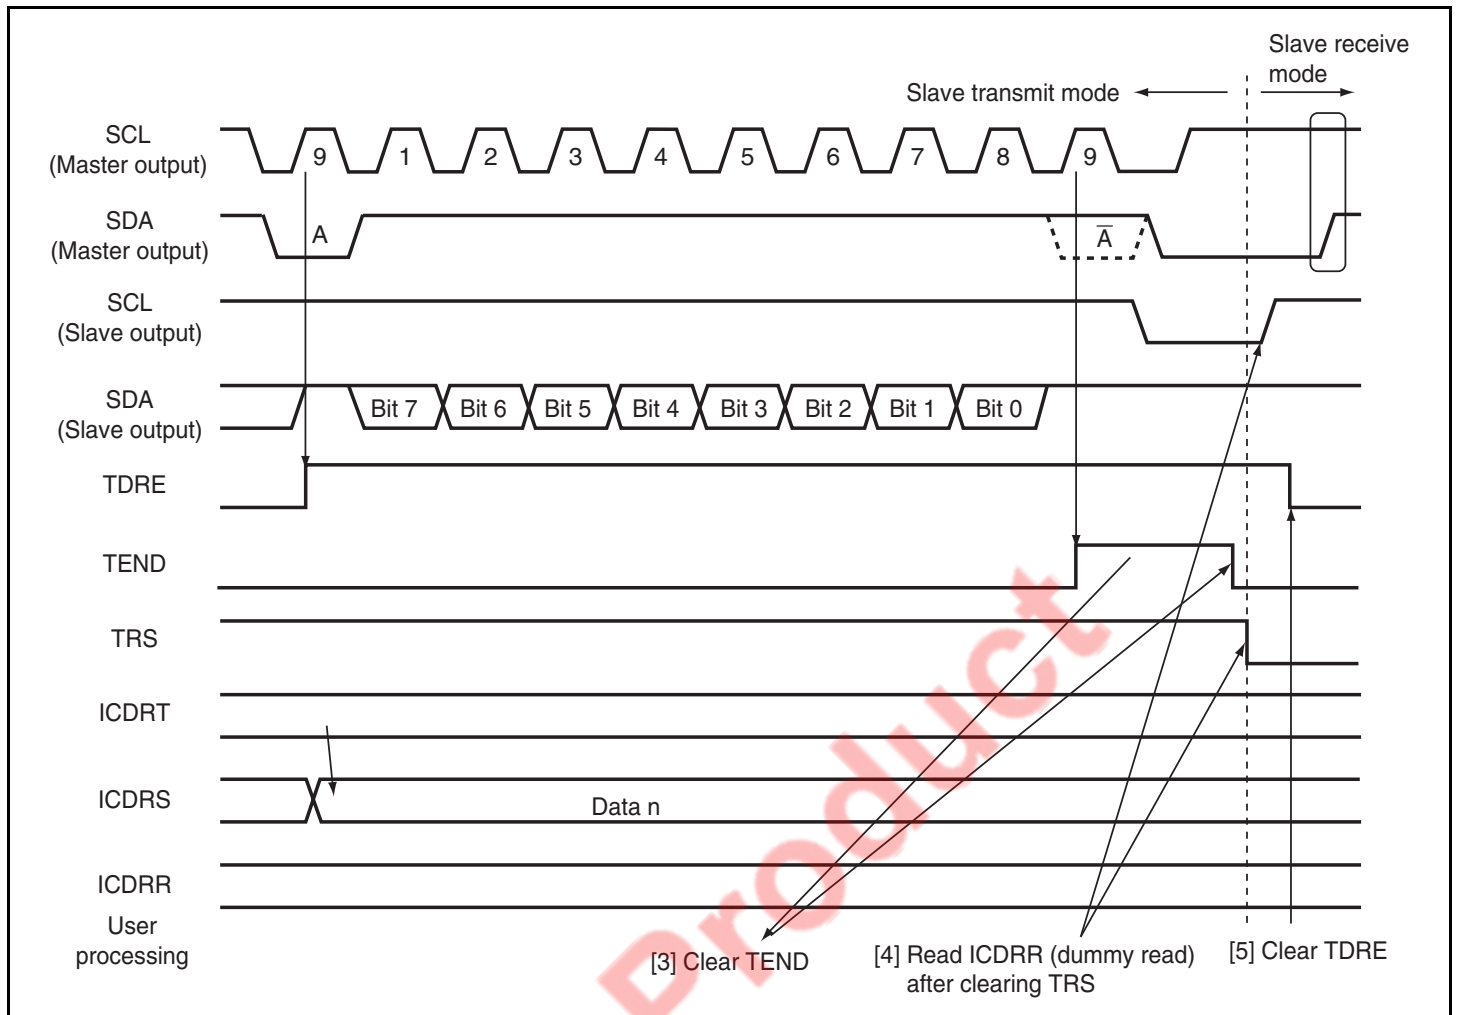 Slave receive
mode
Slave transmit mode
SCL
(Master output)
9 1 2 3 4 5 6 7 8 9
SDA
(Master output)
A A̅
SCL
(Slave output)
SDA
(Slave output)
Bit 7 Bit 6 Bit 5 Bit 4 Bit 3 Bit 2 Bit 1 Bit 0
TDRE
TEND
TRS
ICDRT
ICDRS
Data n
ICDRR
User
processing
[3] Clear TEND
[4] Read ICDRR (dummy read)
after clearing TRS
[5] Clear TDRE
Product